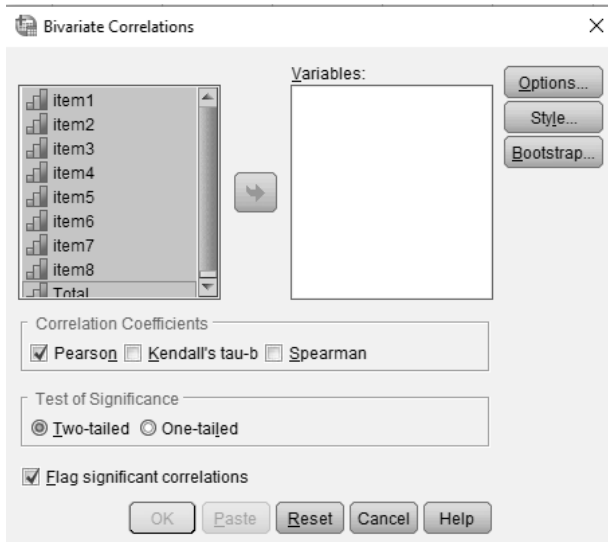 Bivariate Correlations
Variables:
item1
item2
item3
item4
item5
item6
item7
item8
Total
Options...
Style...
Bootstrap...
Correlation Coefficients
Pearson Kendall's tau-b Spearman
Test of Significance
Two-tailed One-tailed
Flag significant correlations
OK Paste Reset Cancel Help